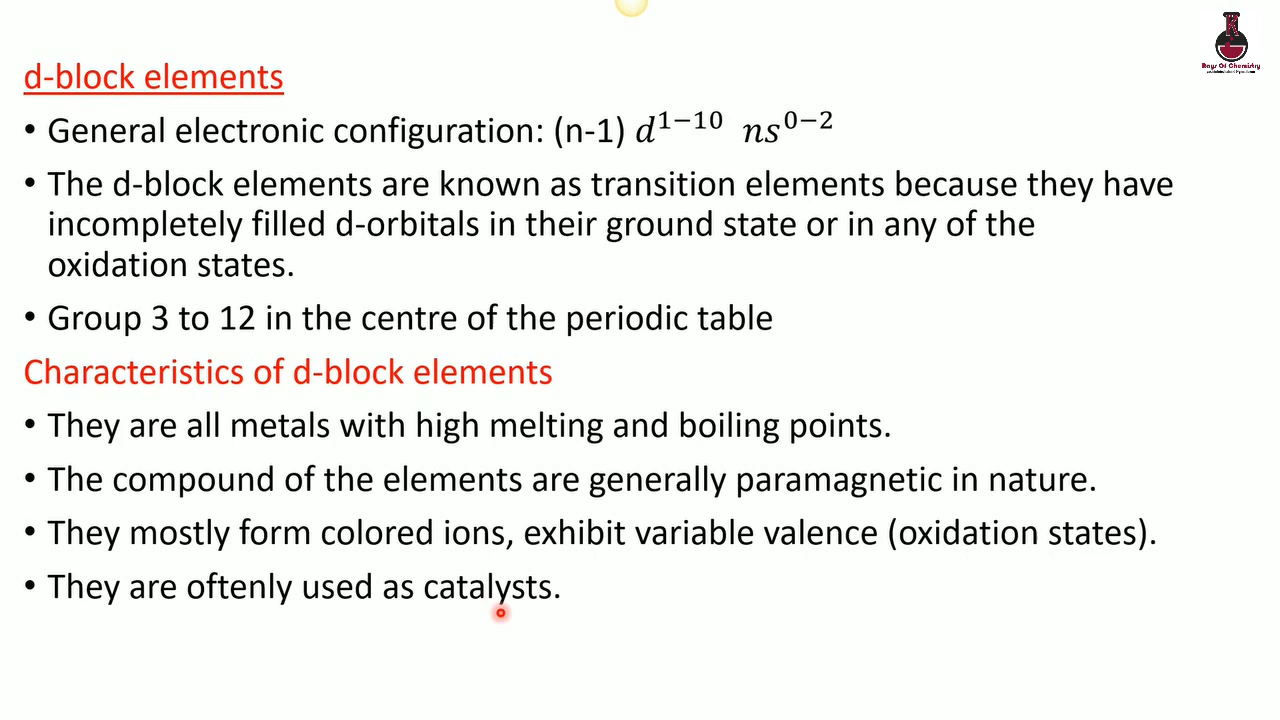 d-block elements
• General electronic configuration: (n-1) d¹⁻¹⁰ ns⁰⁻²
• The d-block elements are known as transition elements because they have
incompletely filled d-orbitals in their ground state or in any of the
oxidation states.
• Group 3 to 12 in the centre of the periodic table
Characteristics of d-block elements
• They are all metals with high melting and boiling points.
• The compound of the elements are generally paramagnetic in nature.
• They mostly form colored ions, exhibit variable valence (oxidation states).
• They are oftenly used as catalysts.
Rays Of Chemistry